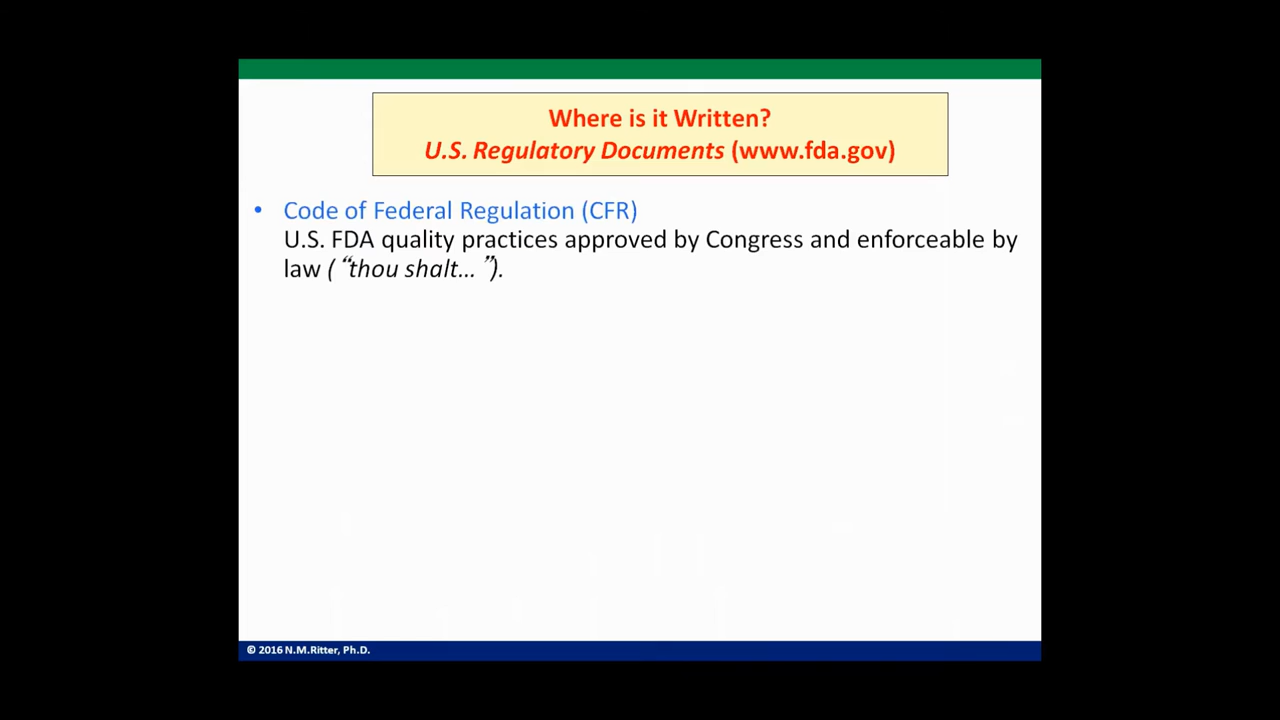 Where is it Written?
U.S. Regulatory Documents (www.fda.gov)
• Code of Federal Regulation (CFR)
U.S. FDA quality practices approved by Congress and enforceable by
law (“thou shalt… ”).
© 2016 N.M.Ritter, Ph.D.